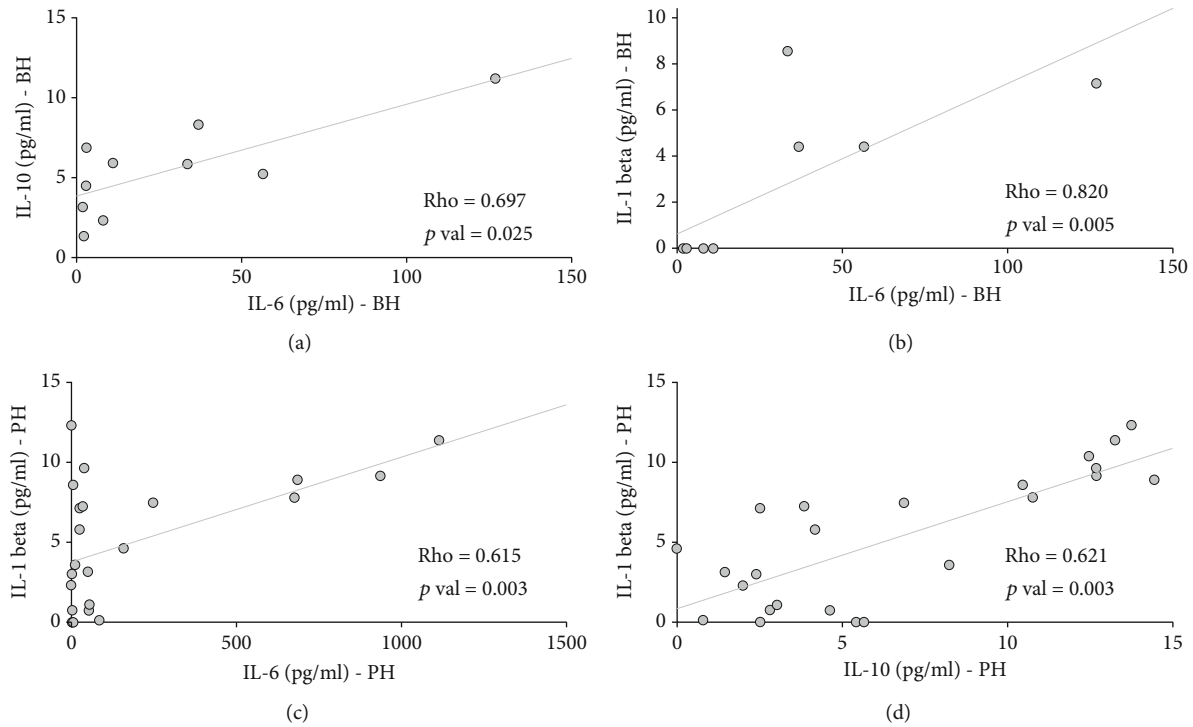 15
10
5
0
IL-10 (pg/ml) - BH
Rho = 0.697
p val = 0.025
0 50 100 150
IL-6 (pg/ml) - BH
(a)
10
8
6
4
2
0
IL-1 beta (pg/ml) - BH
Rho = 0.820
p val = 0.005
0 50 100 150
IL-6 (pg/ml) - BH
(b)
15
10
5
0
IL-1 beta (pg/ml) - PH
Rho = 0.615
p val = 0.003
0 500 1000 1500
IL-6 (pg/ml) - PH
(c)
15
10
5
0
IL-1 beta (pg/ml) - PH
Rho = 0.621
p val = 0.003
0 5 10 15
IL-10 (pg/ml) - PH
(d)